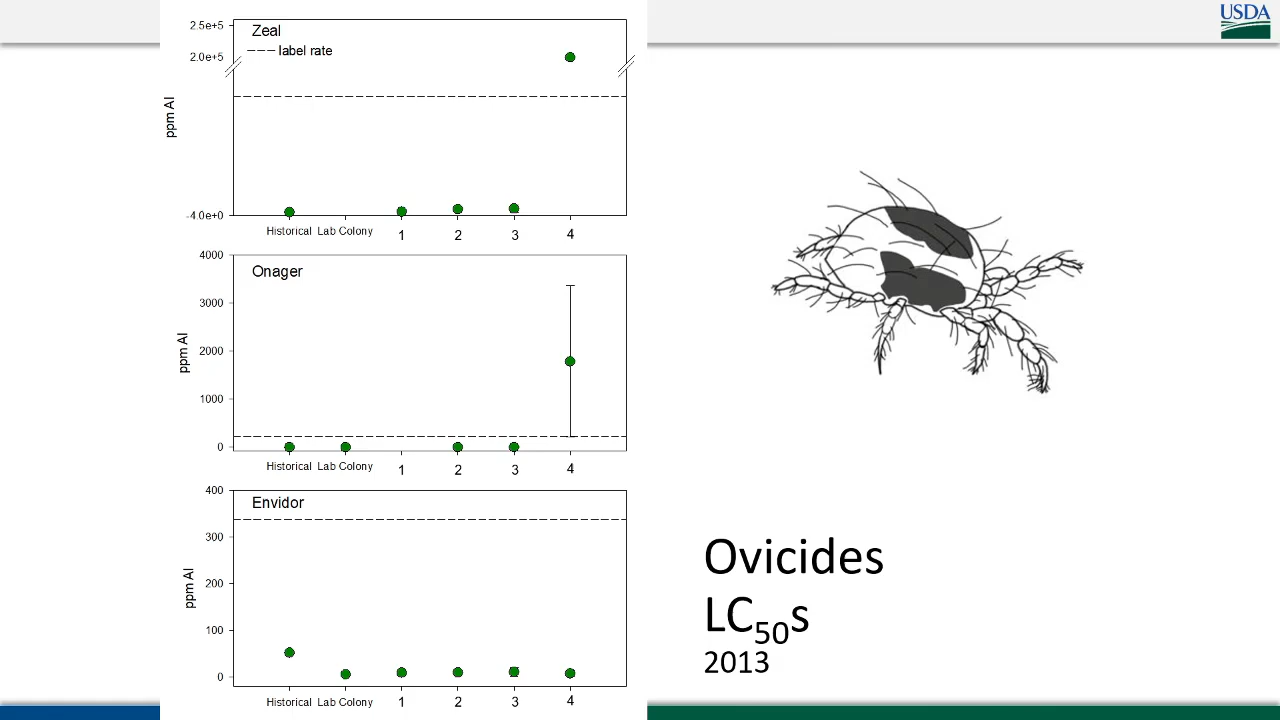 USDA
2.5e+5
Zeal
label rate
2.0e+5
ppm AI
-4.0e+0
Historical Lab Colony 1 2 3 4
4000
Onager
3000
ppm AI
2000
1000
0
Historical Lab Colony 1 2 3 4
400
Envidor
300
ppm AI
200
100
0
Historical Lab Colony 1 2 3 4
Ovicides
LC50s
2013